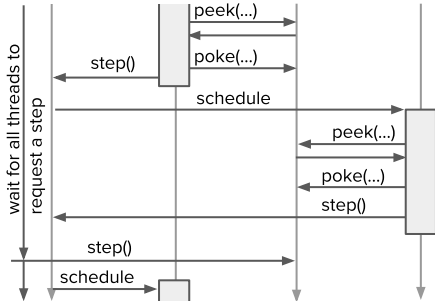 peek(...)
poke(...)
step()
schedule
peek(...)
poke(...)
step()
step()
schedule
wait for all threads to
request a step